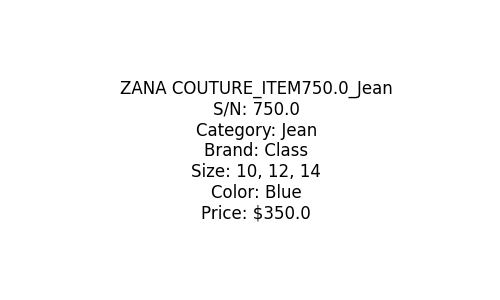 ZANA COUTURE_ITEM750.0_Jean
S/N: 750.0
Category: Jean
Brand: Class
Size: 10, 12, 14
Color: Blue
Price: $350.0